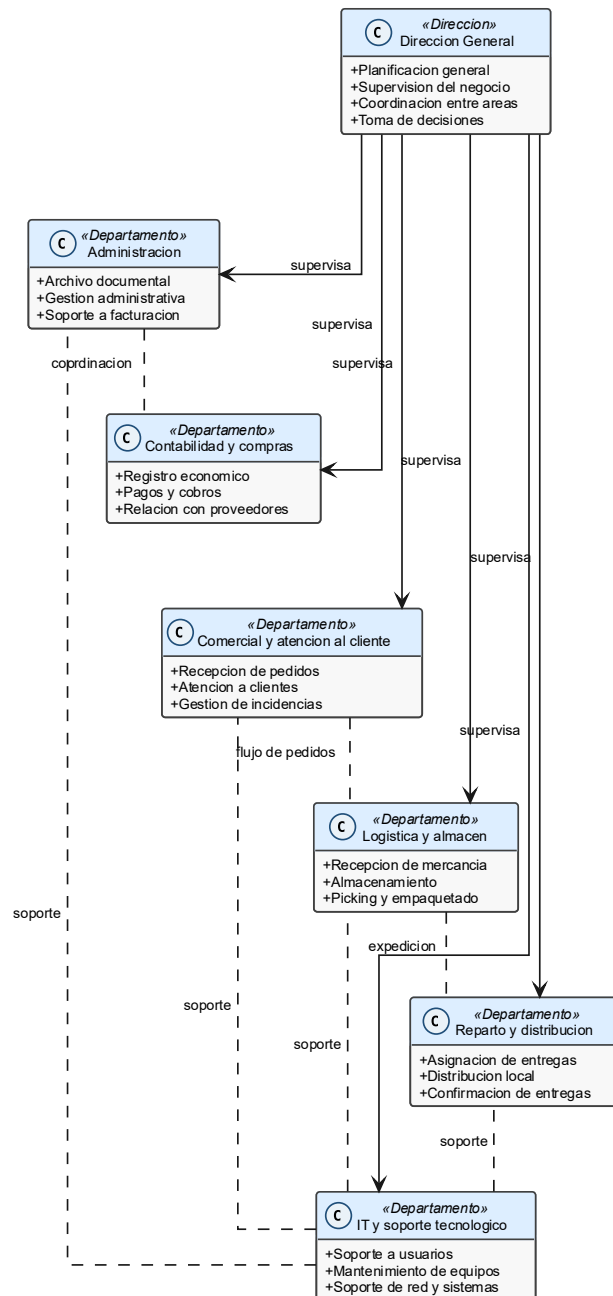 C
«Direccion»
Direccion General
+Planificacion general
+Supervision del negocio
+Coordinacion entre areas
+Toma de decisiones
C
«Departamento»
Administracion
+Archivo documental
+Gestion administrativa
+Soporte a facturacion
supervisa
supervisa
supervisa
coordinacion
C
«Departamento»
Contabilidad y compras
+Registro economico
+Pagos y cobros
+Relacion con proveedores
supervisa
supervisa
C
«Departamento»
Comercial y atencion al cliente
+Recepcion de pedidos
+Atencion a clientes
+Gestion de incidencias
supervisa
flujo de pedidos
C
«Departamento»
Logistica y almacen
+Recepcion de mercancia
+Almacenamiento
+Picking y empaquetado
soporte
expedicion
soporte
soporte
C
«Departamento»
Reparto y distribucion
+Asignacion de entregas
+Distribucion local
+Confirmacion de entregas
soporte
C
«Departamento»
IT y soporte tecnologico
+Soporte a usuarios
+Mantenimiento de equipos
+Soporte de red y sistemas